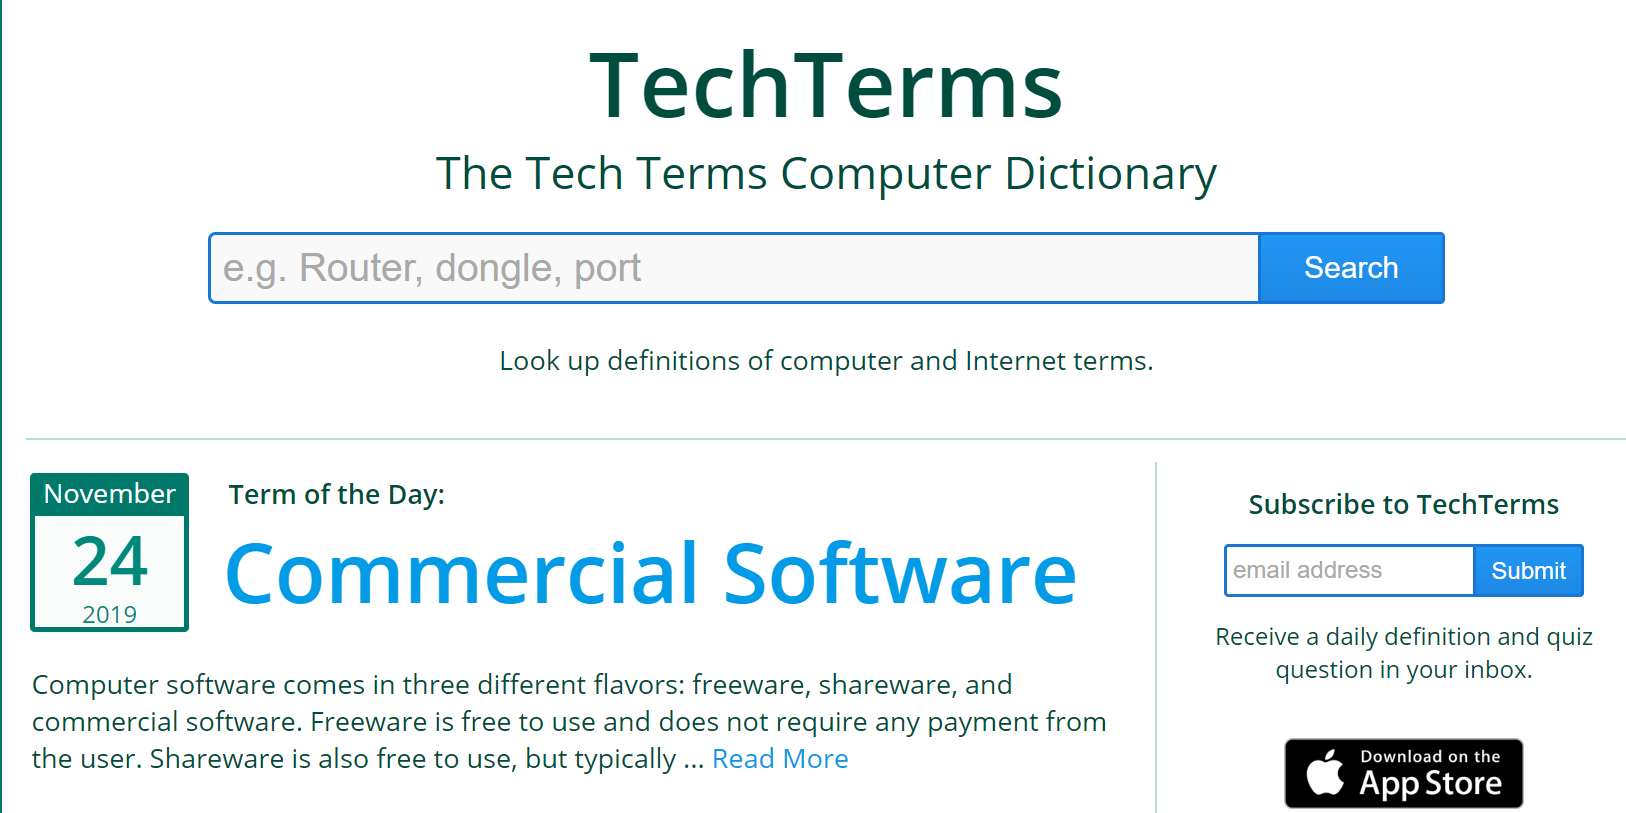 TechTerms
The Tech Terms Computer Dictionary
e.g. Router, dongle, port
Search
Look up definitions of computer and Internet terms.
November
24
2019
Term of the Day:
Commercial Software
Computer software comes in three different flavors: freeware, shareware, and
commercial software. Freeware is free to use and does not require any payment from
the user. Shareware is also free to use, but typically ... Read More
Subscribe to TechTerms
email address
Submit
Receive a daily definition and quiz
question in your inbox.
Download on the
App Store